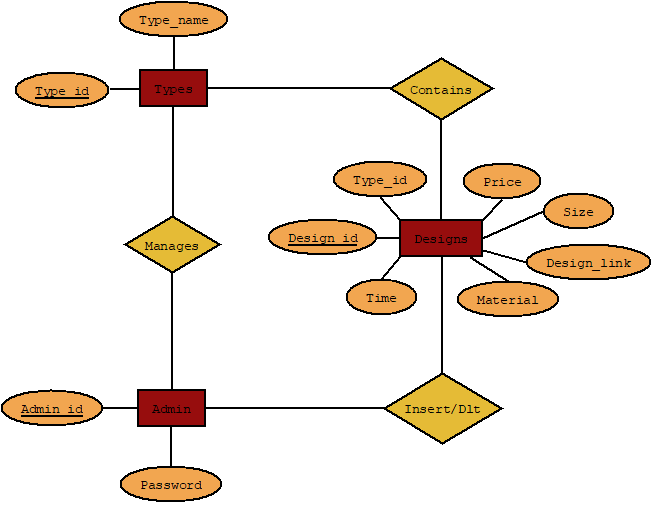 Type_name
Type_id
Types
Contains
Type_id
Price
Size
Design_id
Designs
Manages
Design_link
Time
Material
Admin_id
Admin
Insert/Dlt
Password